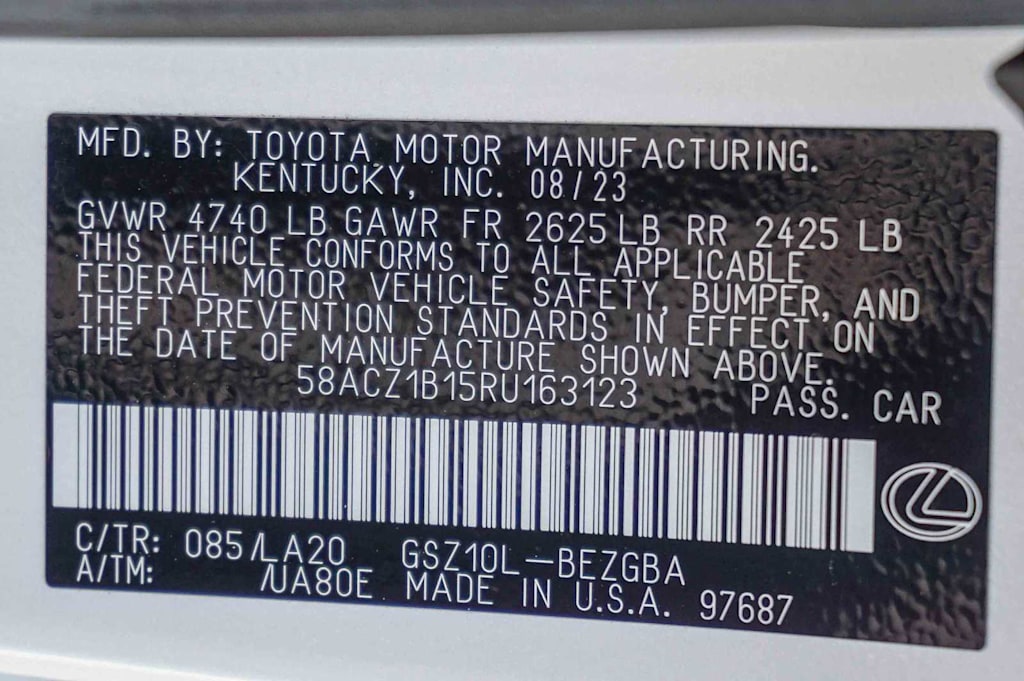 MFD. BY: TOYOTA MOTOR MANUFACTURING.
KENTUCKY, INC. 08/23
GVWR 4740 LB GAWR FR 2625 LB RR 2425 LB
THIS VEHICLE CONFORMS TO ALL APPLICABLE
FEDERAL MOTOR VEHICLE SAFETY, BUMPER, AND
THEFT PREVENTION STANDARDS IN EFFECT ON
THE DATE OF MANUFACTURE SHOWN ABOVE.
58ACZ1B15RU163123
PASS. CAR
C/TR: 085/LA20 GSZ10L-BEZGBA
A/TM: /UA80E MADE IN U.S.A. 97687